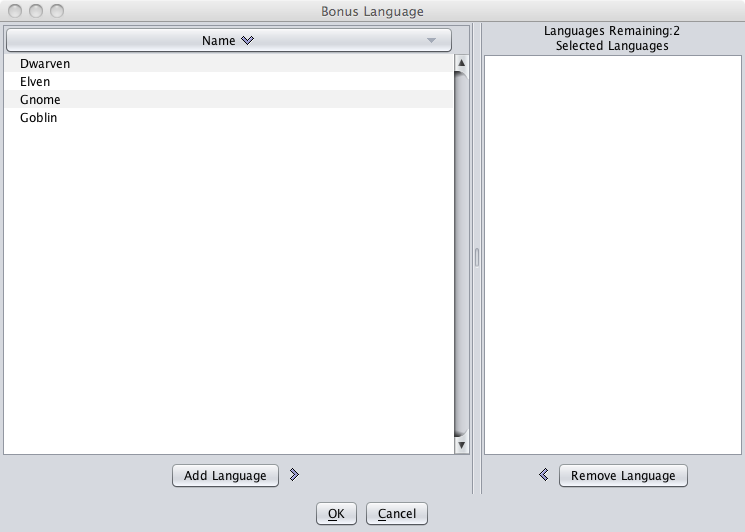 Bonus Language
Name
Dwarven
Elven
Gnome
Goblin
Languages Remaining:2
Selected Languages
Add Language
Remove Language
OK
Cancel